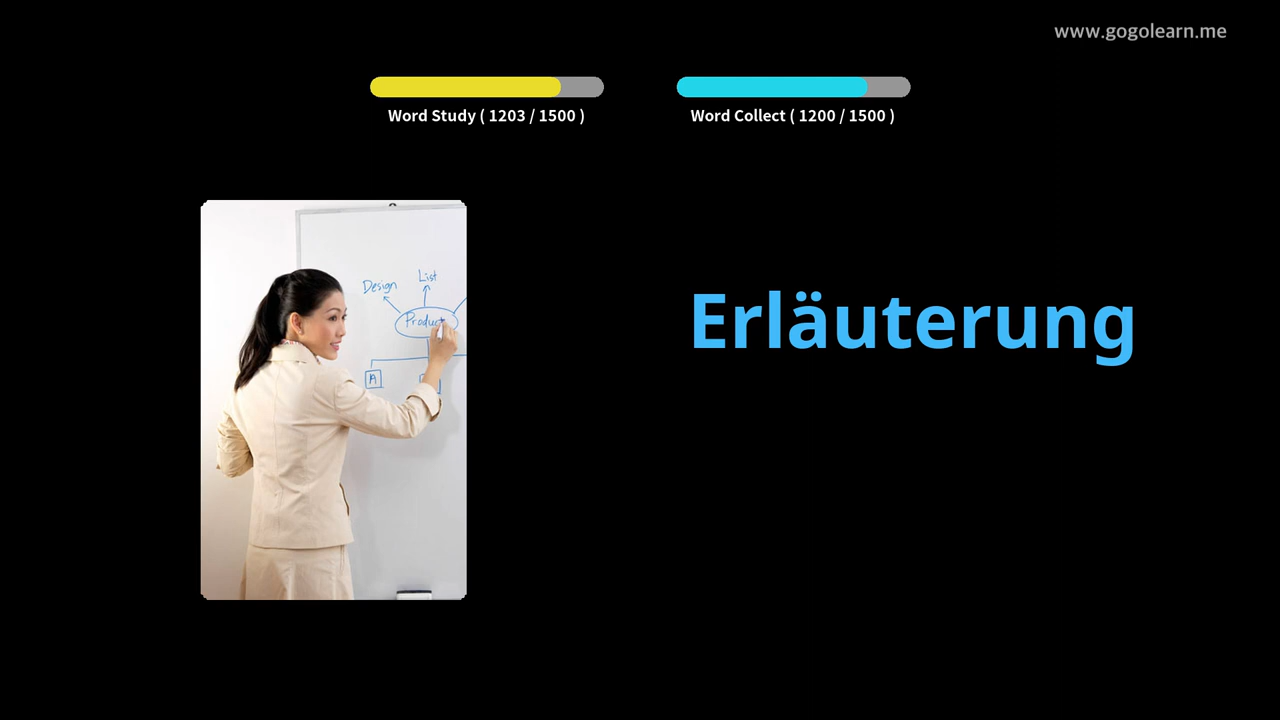 www.gogolearn.me
Word Study ( 1203 / 1500 )
Word Collect ( 1200 / 1500 )
Erläuterung
List
Design
Product
A